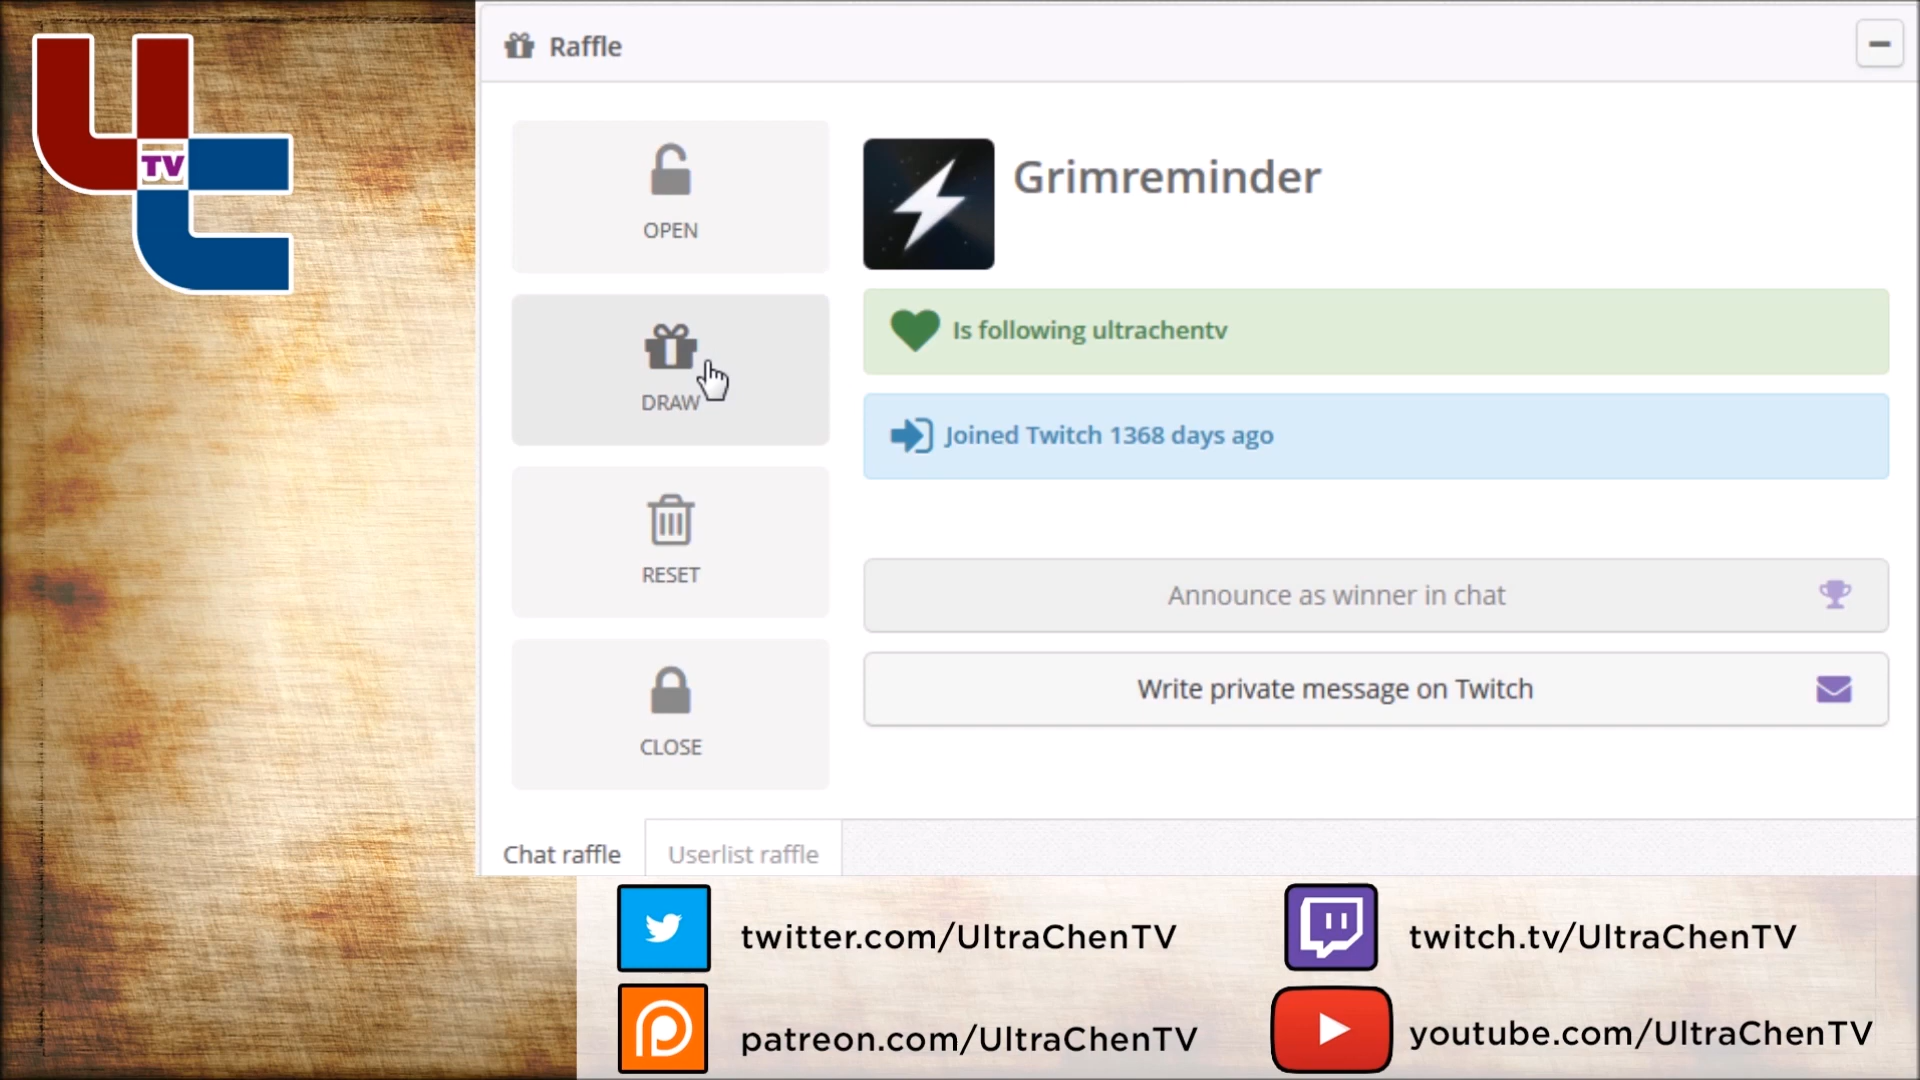 TV
Raffle
OPEN
Grimreminder
Is following ultrachentv
DRAW
Joined Twitch 1368 days ago
RESET
Announce as winner in chat
Write private message on Twitch
CLOSE
Chat raffle
Userlist raffle
twitter.com/UltraChenTV
twitch.tv/UltraChenTV
patreon.com/UltraChenTV
youtube.com/UltraChenTV